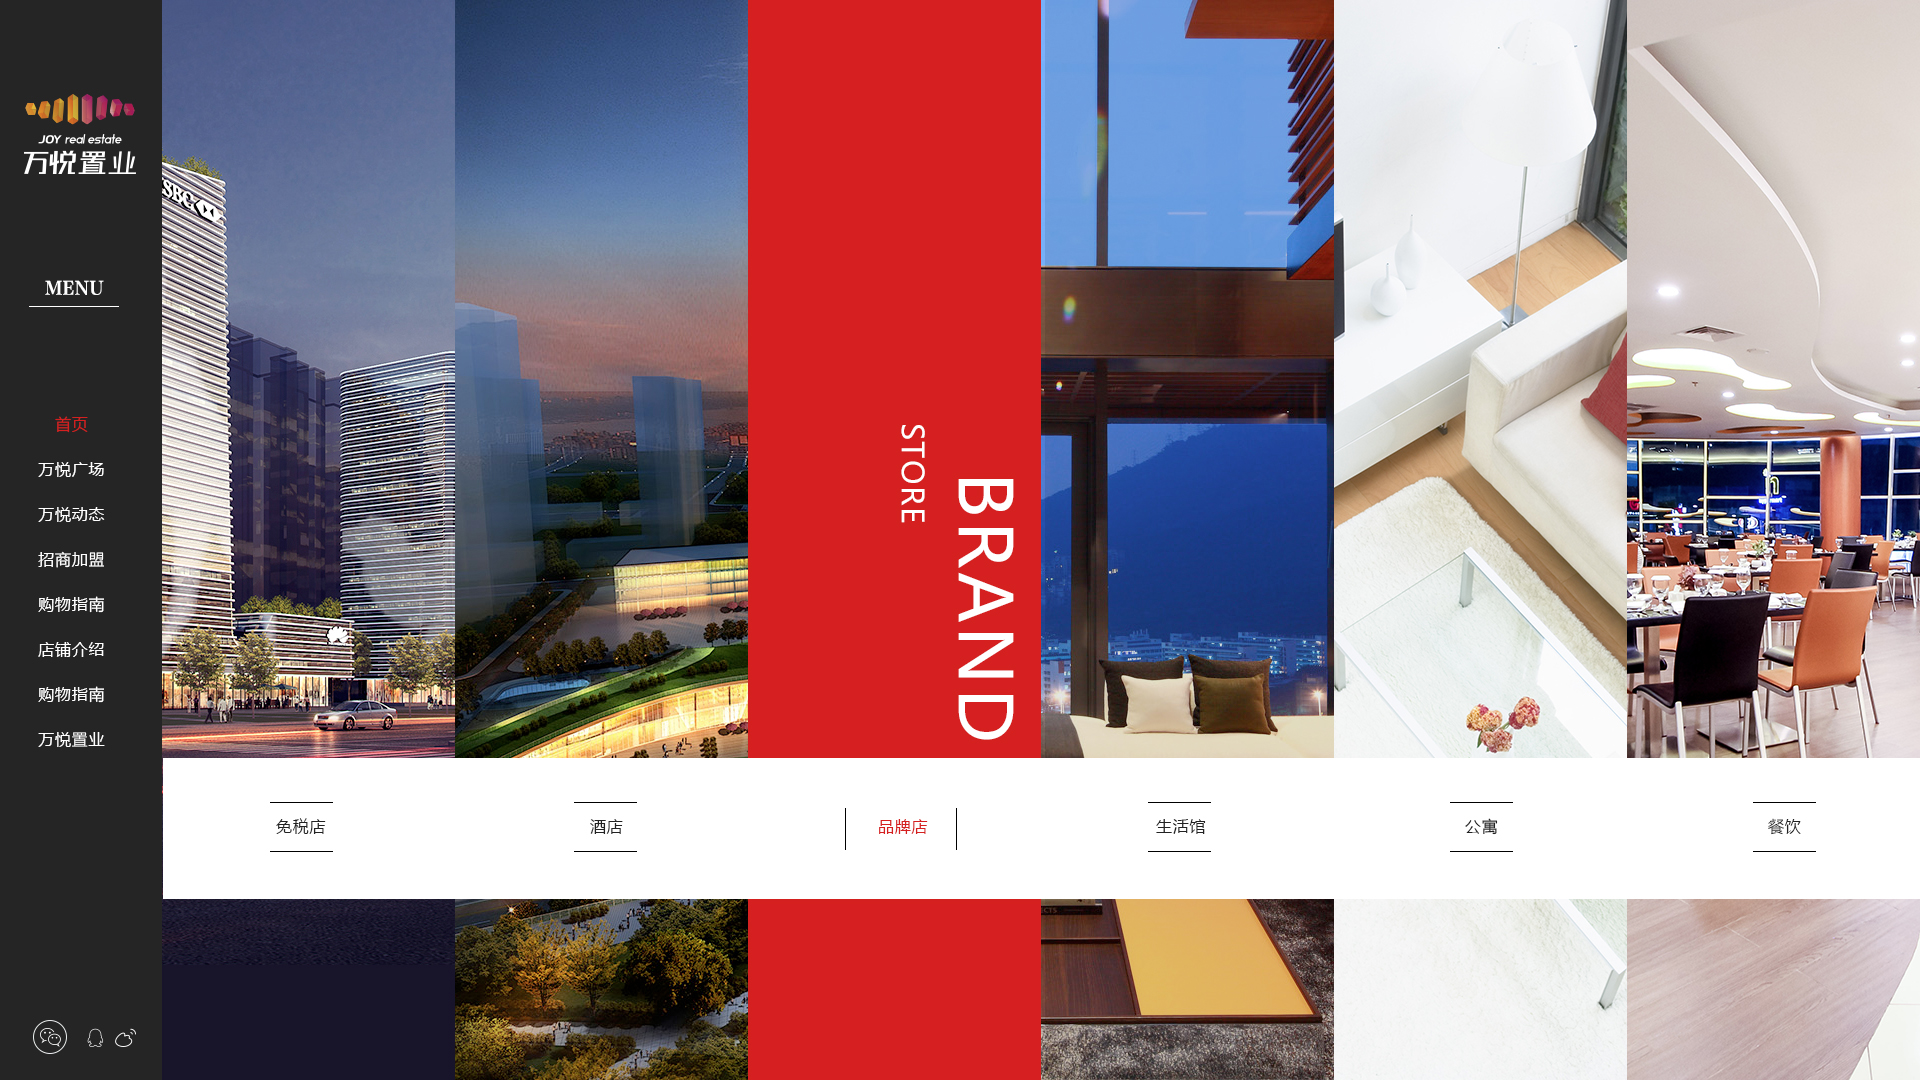 JOY real estate
万悦置业
MENU
首页
万悦广场
万悦动态
招商加盟
购物指南
店铺介绍
购物指南
万悦置业
SBC
STORE
BRAND
免税店
酒店
品牌店
生活馆
公寓
餐饮